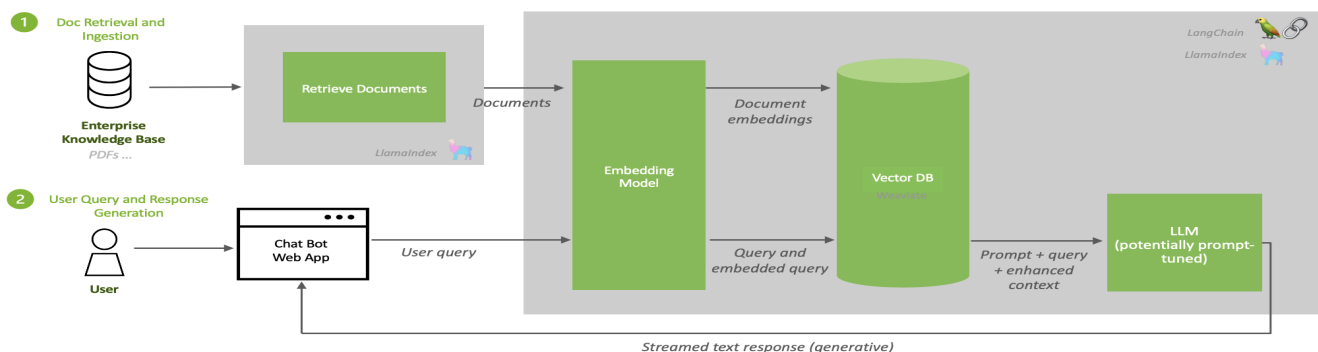 1
Doc Retrieval and
Ingestion
Enterprise
Knowledge Base
PDFs ...
Retrieve Documents
LlamaIndex
Documents
LangChain
LlamaIndex
Embedding
Model
Document
embeddings
Vector DB
2
User Query and Response
Generation
User
Chat Bot
Web App
User query
Query and
embedded query
Prompt + query
+ enhanced
context
LLM
(potentially prompt-
tuned)
Streamed text response (generative)